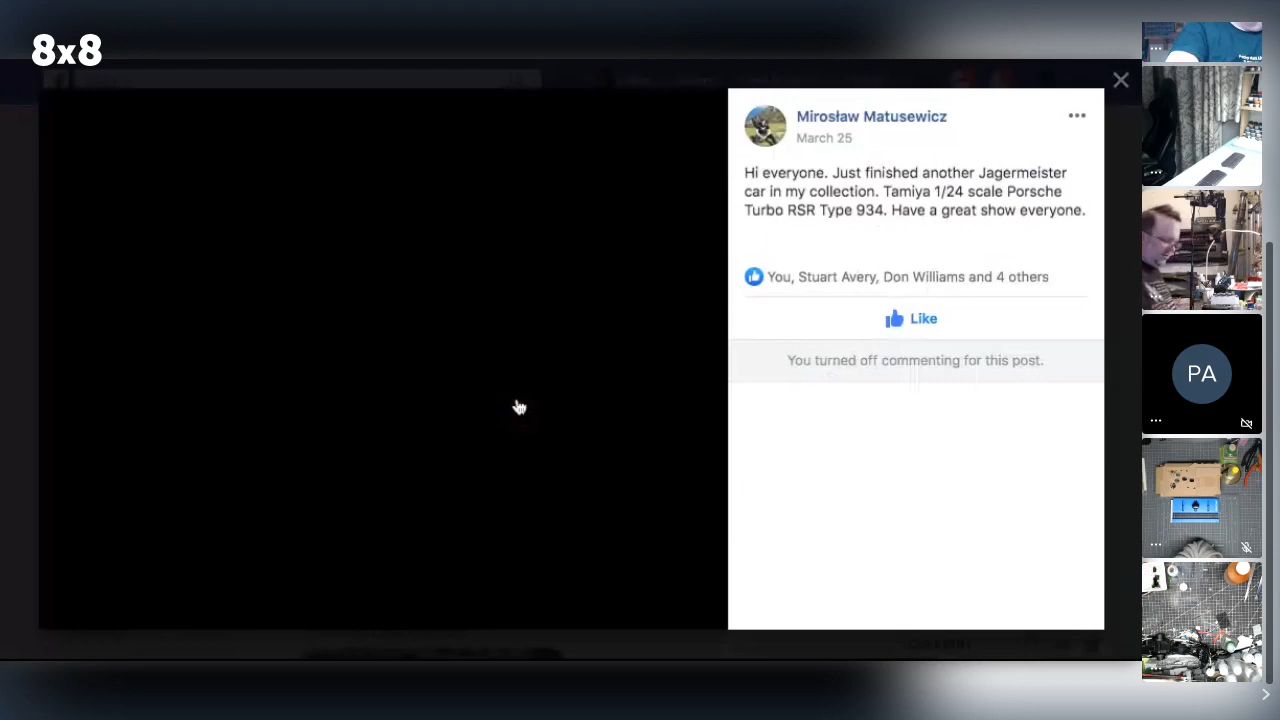 8x8
Mirosław Matusewicz
March 25
Hi everyone. Just finished another Jagermeister
car in my collection. Tamiya 1/24 scale Porsche
Turbo RSR Type 934. Have a great show everyone.
You, Stuart Avery, Don Williams and 4 others
Like
You turned off commenting for this post.
PA